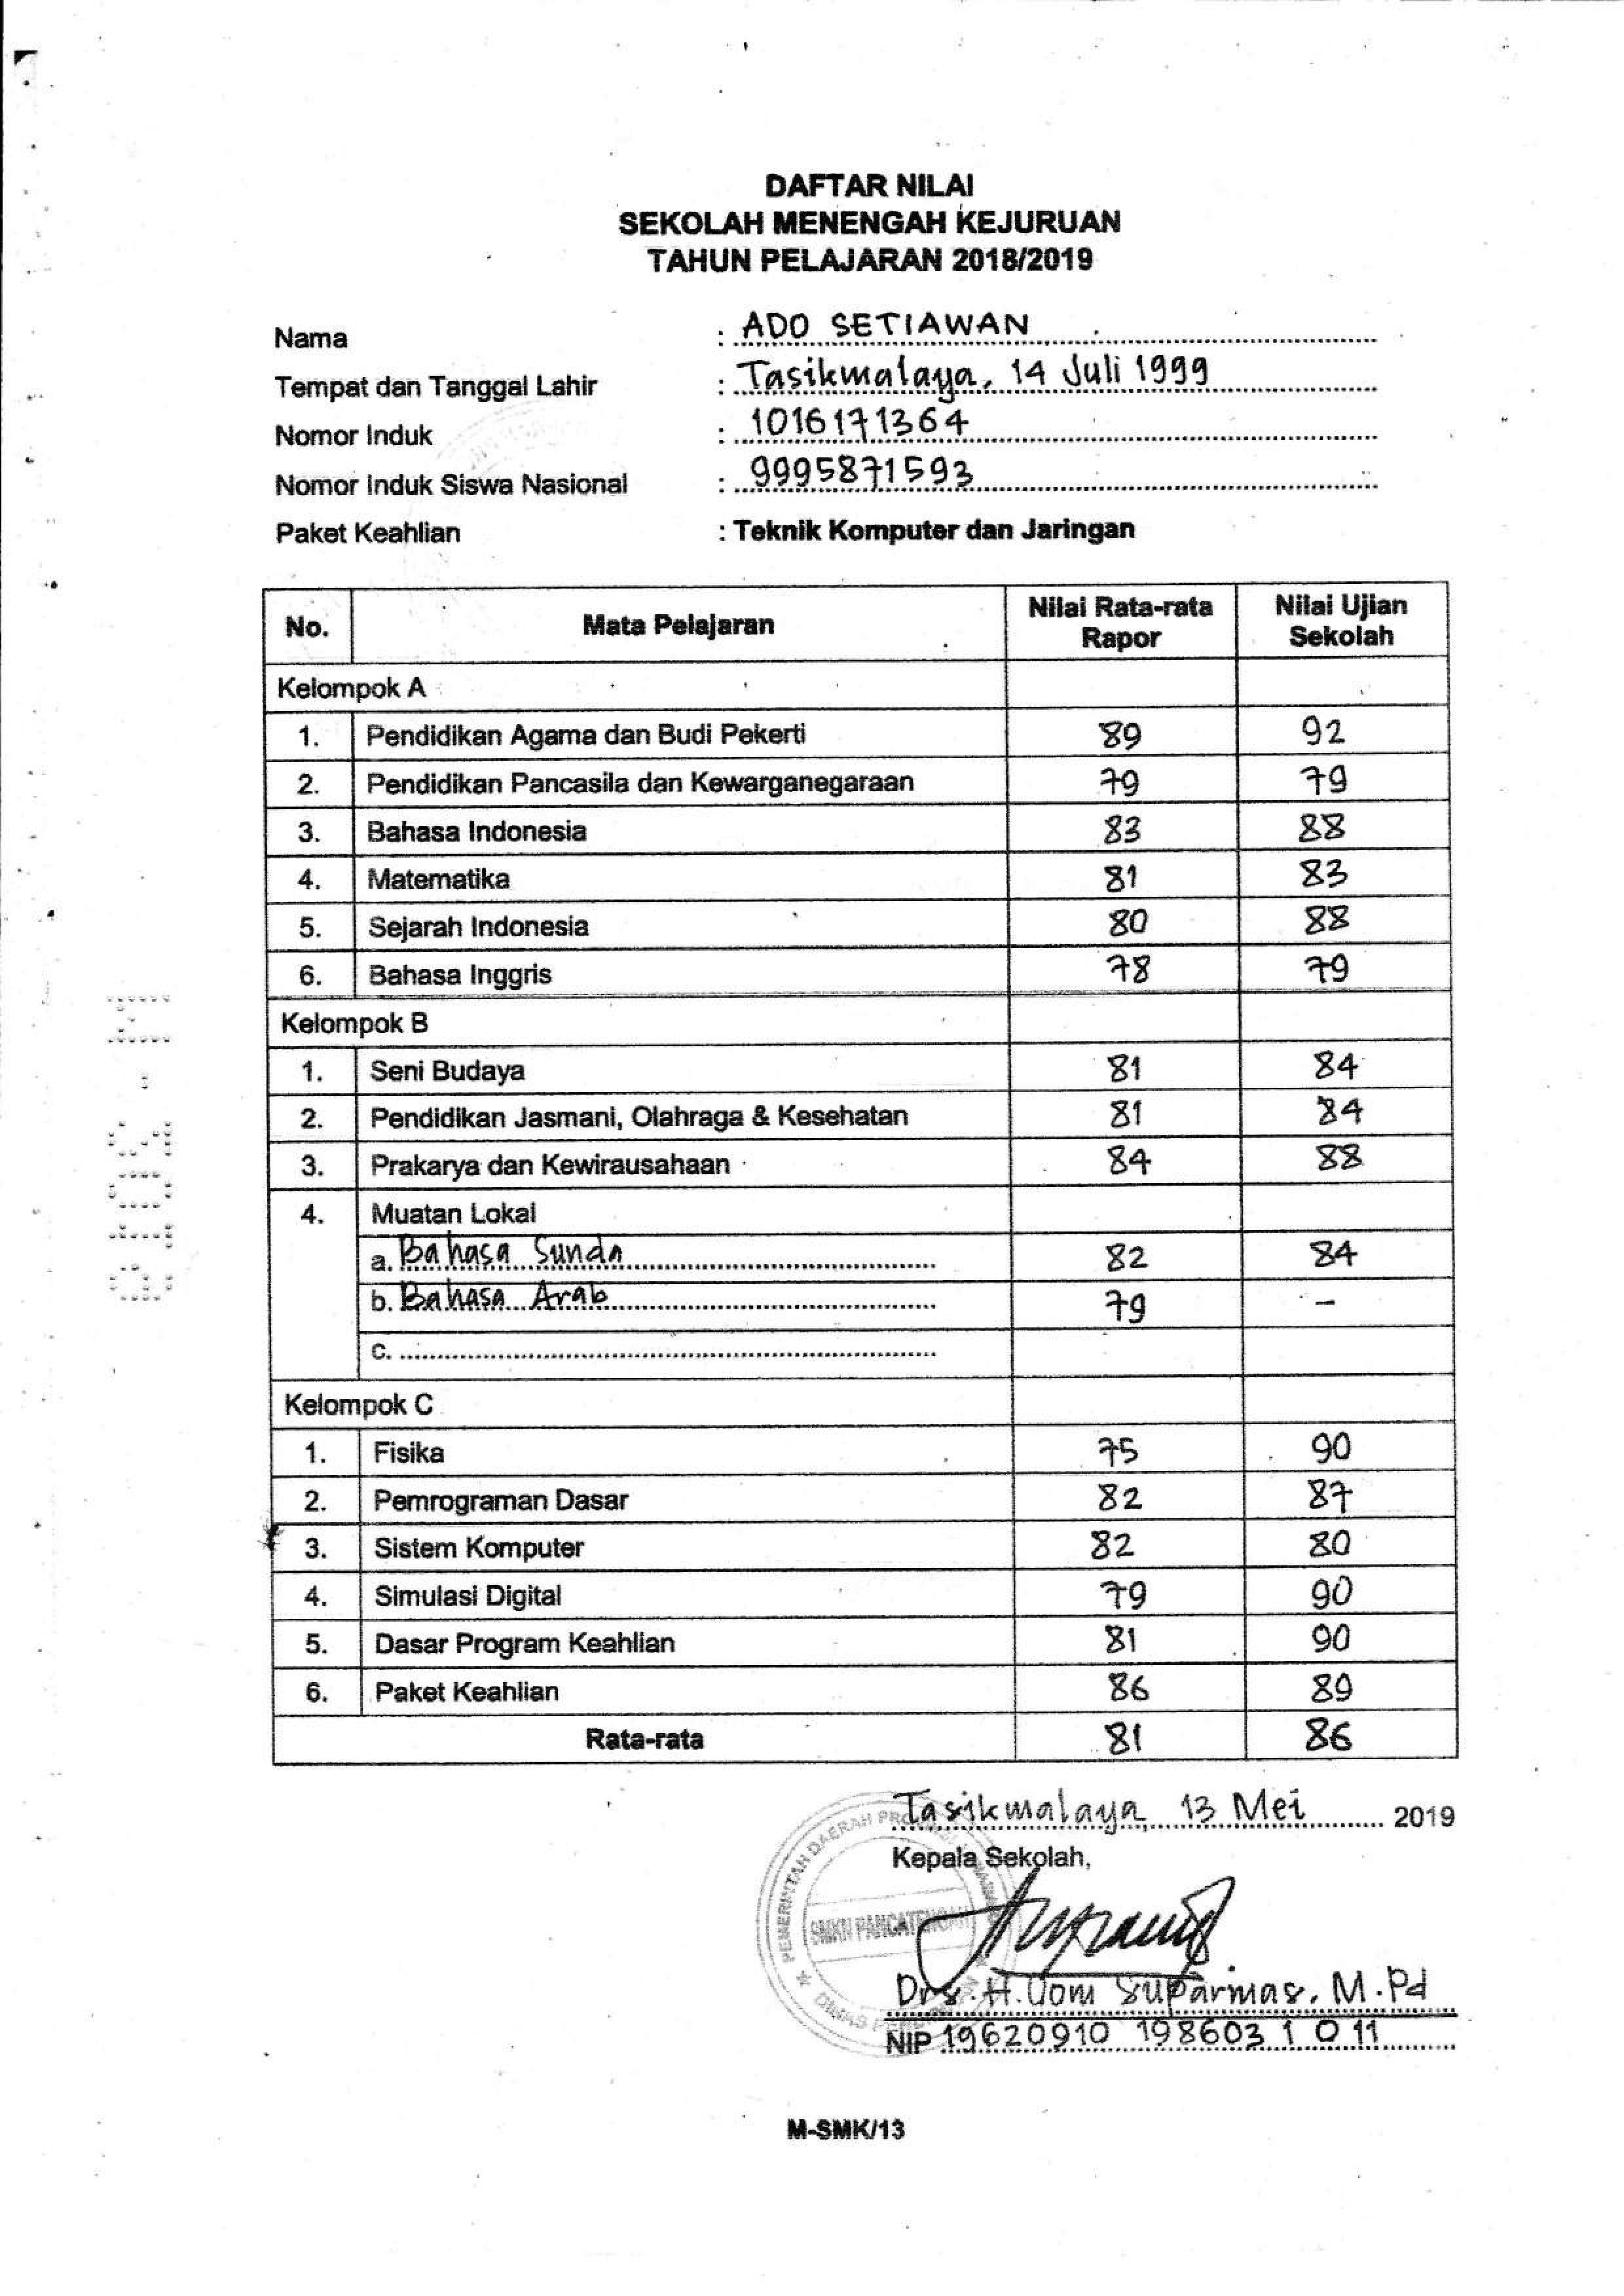 DAFTAR NILAI
SEKOLAH MENENGAH KEJURUAN
TAHUN PELAJARAN 2018/2019
Nama : ADO SETIAWAN
Tempat dan Tanggal Lahir : Tasikmalaya, 14 Juli 1999
Nomor Induk : 1016171364
Nomor Induk Siswa Nasional : 9995871593
Paket Keahlian : Teknik Komputer dan Jaringan
No. Mata Pelajaran Nilai Rata-rata Rapor Nilai Ujian Sekolah
Kelompok A
1. Pendidikan Agama dan Budi Pekerti 89 92
2. Pendidikan Pancasila dan Kewarganegaraan 79 79
3. Bahasa Indonesia 83 88
4. Matematika 81 83
5. Sejarah Indonesia 80 88
6. Bahasa Inggris 78 79
Kelompok B
1. Seni Budaya 81 84
2. Pendidikan Jasmani, Olahraga & Kesehatan 81 84
3. Prakarya dan Kewirausahaan 84 88
4. Muatan Lokal
a. Bahasa Sunda 82 84
b. Bahasa Arab 79 -
c.
Kelompok C
1. Fisika 75 90
2. Pemrograman Dasar 82 87
3. Sistem Komputer 82 80
4. Simulasi Digital 79 90
5. Dasar Program Keahlian 81 90
6. Paket Keahlian 86 89
Rata-rata 81 86
Tasikmalaya, 13 Mei 2019
Kepala Sekolah,
PEMERINTAH DAERAH
SMKN PANCATENGAH
DINAS
Drs. H. Uom Suparmas, M.Pd
NIP 19620910 198603 1 0 11
M-SMK/13